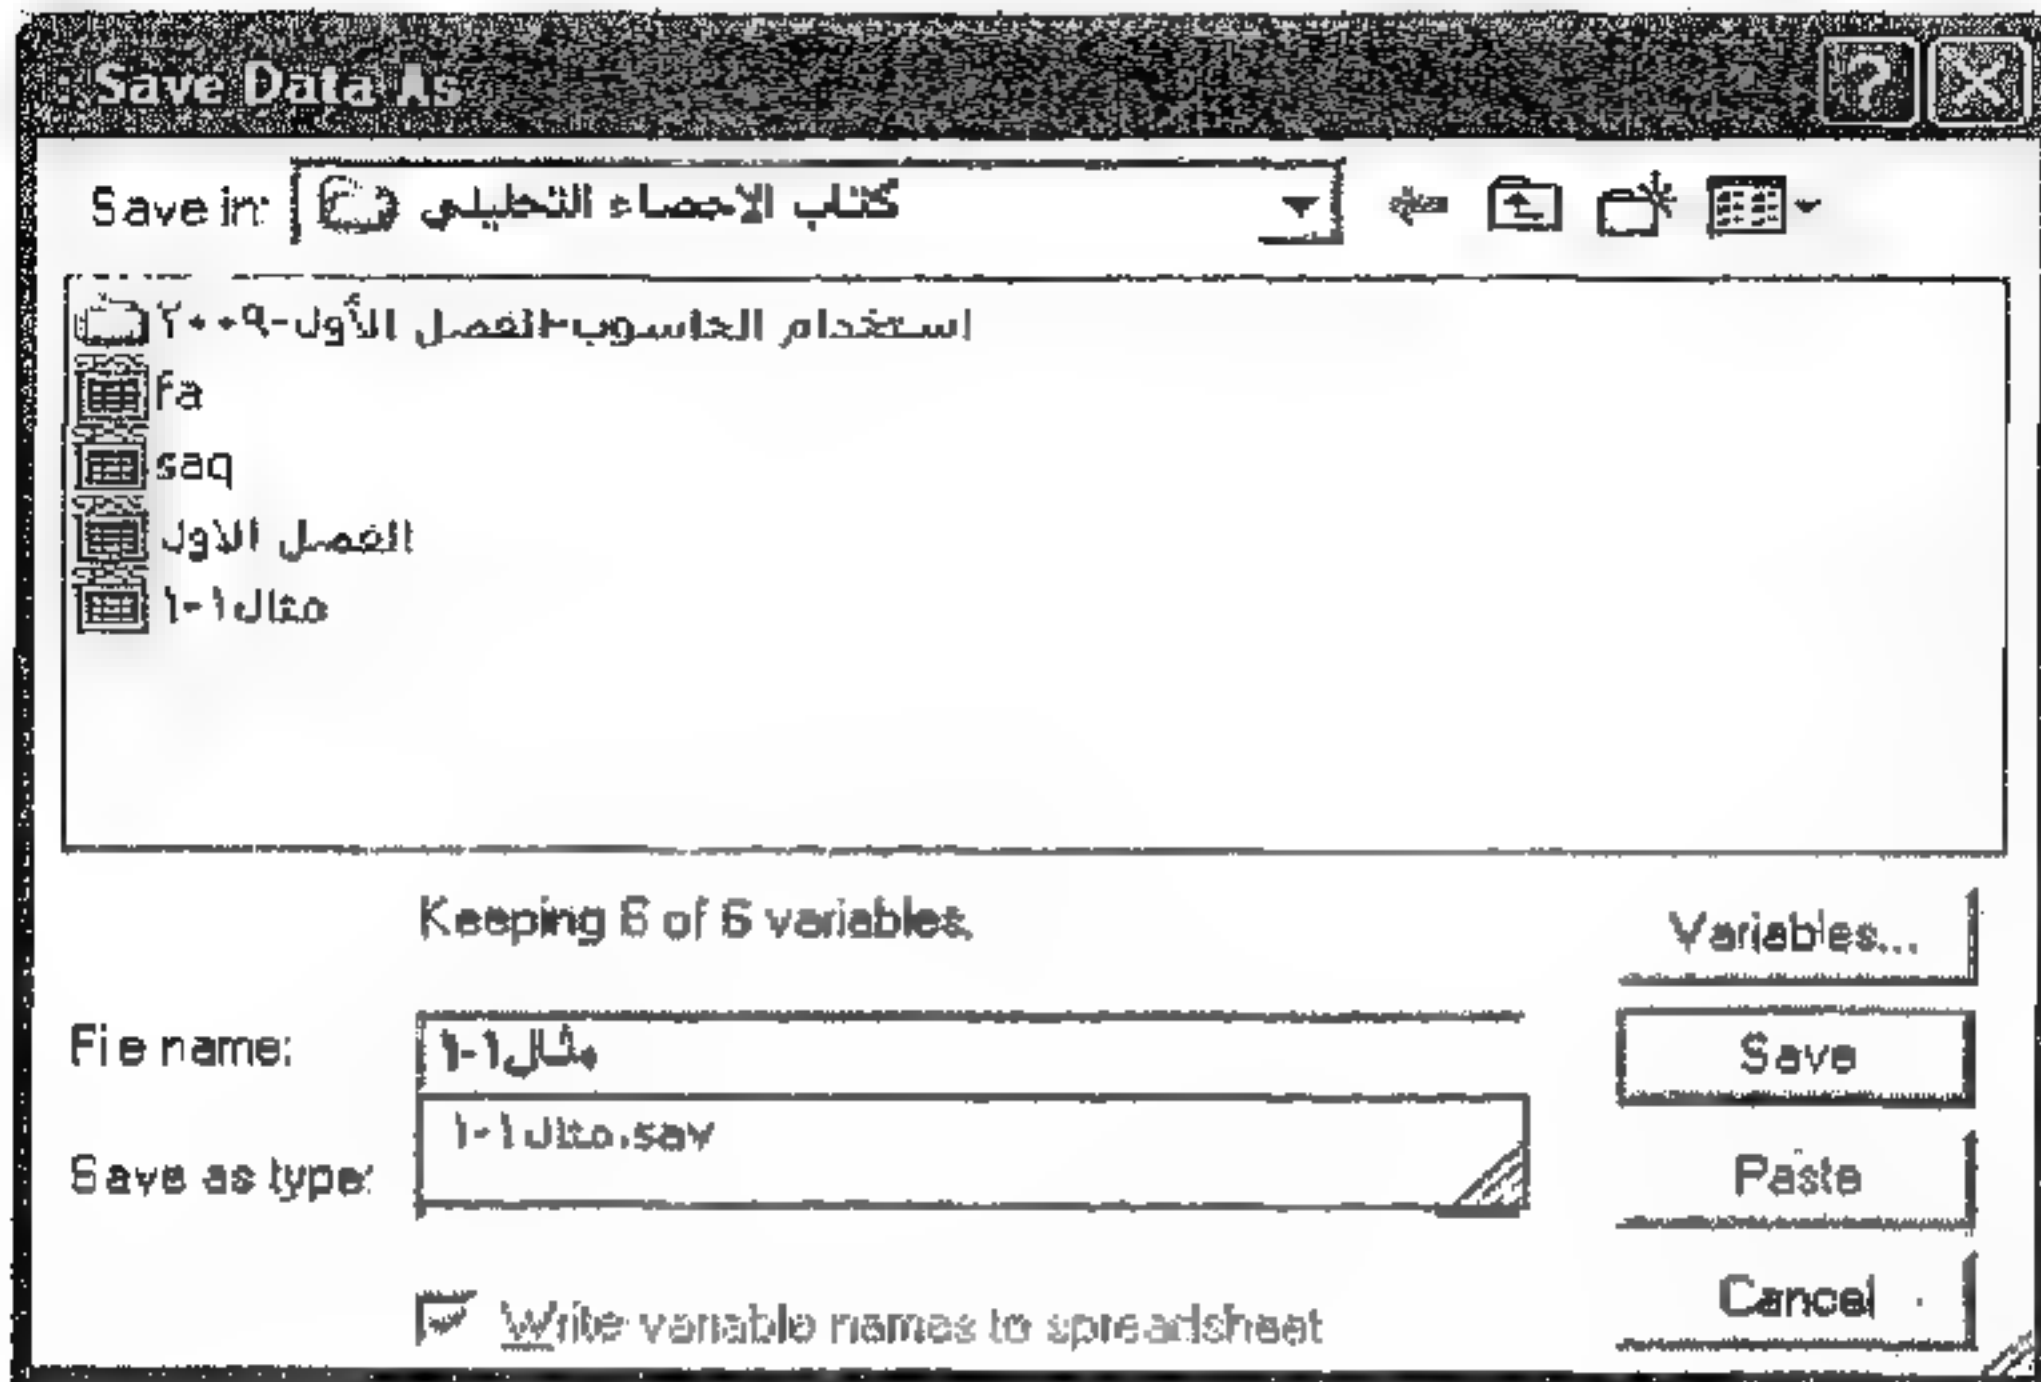 Save Data As
Save in: كتاب الاحصاء التحليلي
استخدام الحاسوب-الفصل الأول-٢٠٠٩
fa
saq
الفصل الاول
مثال١-١
Keeping 6 of 6 variables.
Variables...
File name: مثال١-١
Save
مثال١-١.sav
Save as type:
Paste
Write variable names to spreadsheet
Cancel